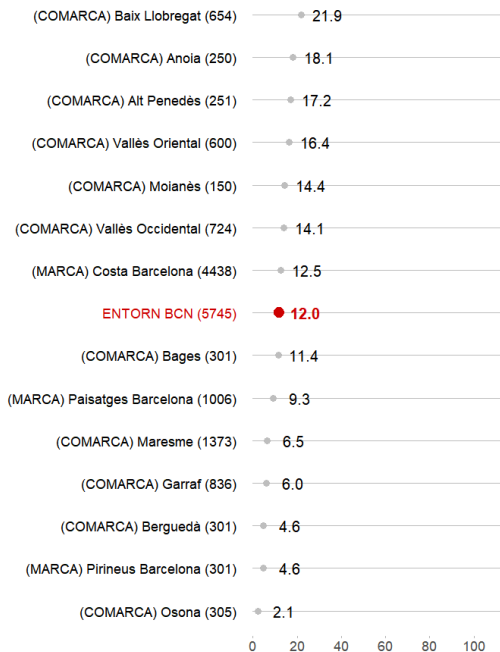 (COMARCA) Baix Llobregat (654) 21.9
(COMARCA) Anoia (250) 18.1
(COMARCA) Alt Penedès (251) 17.2
(COMARCA) Vallès Oriental (600) 16.4
(COMARCA) Moianès (150) 14.4
(COMARCA) Vallès Occidental (724) 14.1
(MARCA) Costa Barcelona (4438) 12.5
ENTORN BCN (5745) 12.0
(COMARCA) Bages (301) 11.4
(MARCA) Paisatges Barcelona (1006) 9.3
(COMARCA) Maresme (1373) 6.5
(COMARCA) Garraf (836) 6.0
(COMARCA) Berguedà (301) 4.6
(MARCA) Pirineus Barcelona (301) 4.6
(COMARCA) Osona (305) 2.1
0 20 40 60 80 100